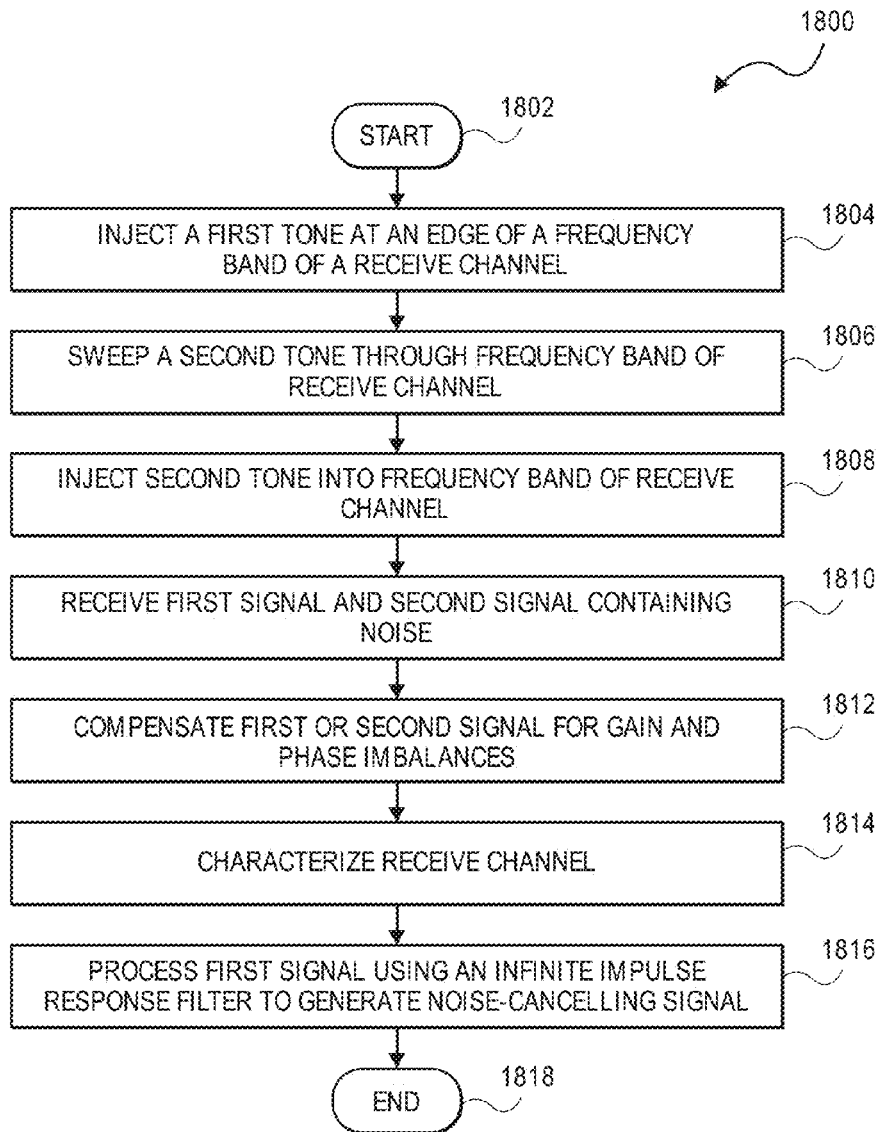 1800
START
1802
INJECT A FIRST TONE AT AN EDGE OF A FREQUENCY
BAND OF A RECEIVE CHANNEL
1804
SWEEP A SECOND TONE THROUGH FREQUENCY BAND OF
RECEIVE CHANNEL
1806
INJECT SECOND TONE INTO FREQUENCY BAND OF RECEIVE
CHANNEL
1808
RECEIVE FIRST SIGNAL AND SECOND SIGNAL CONTAINING
NOISE
1810
COMPENSATE FIRST OR SECOND SIGNAL FOR GAIN AND
PHASE IMBALANCES
1812
CHARACTERIZE RECEIVE CHANNEL
1814
PROCESS FIRST SIGNAL USING AN INFINITE IMPULSE
RESPONSE FILTER TO GENERATE NOISE-CANCELLING SIGNAL
1816
END
1818